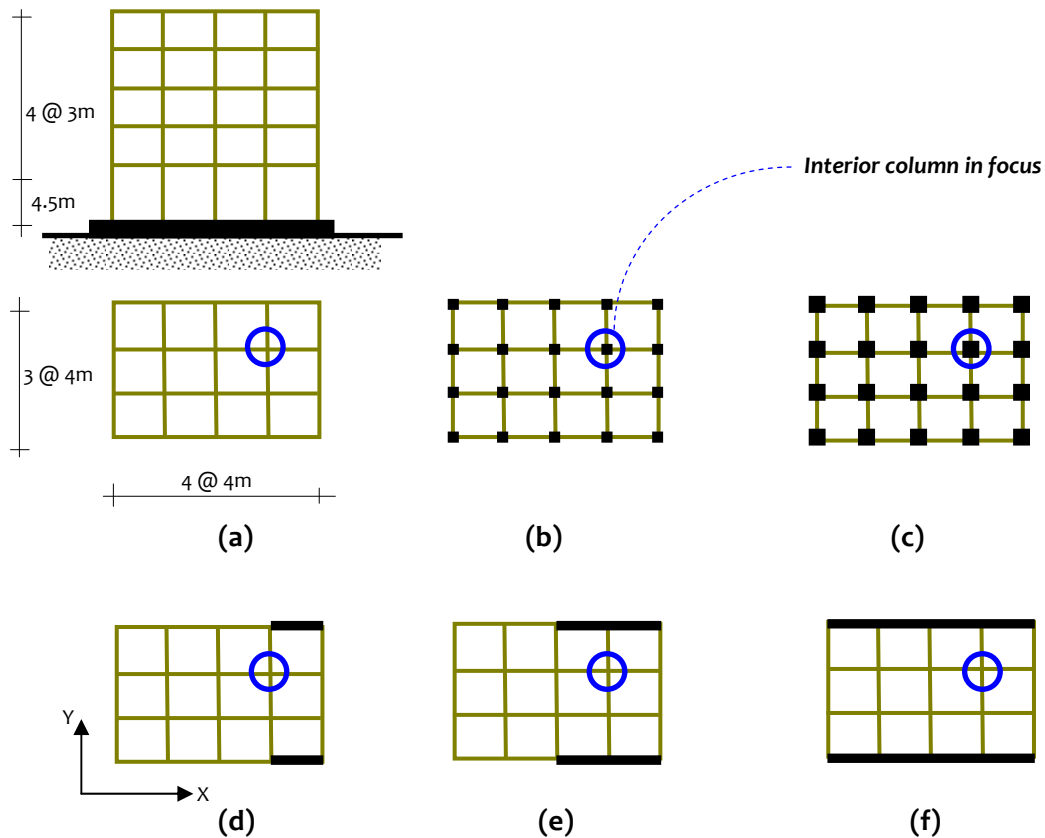 4 @ 3m
Interior column in focus
4.5m
3 @ 4m
4 @ 4m
(a)
(b)
(c)
Y
X
(d)
(e)
(f)